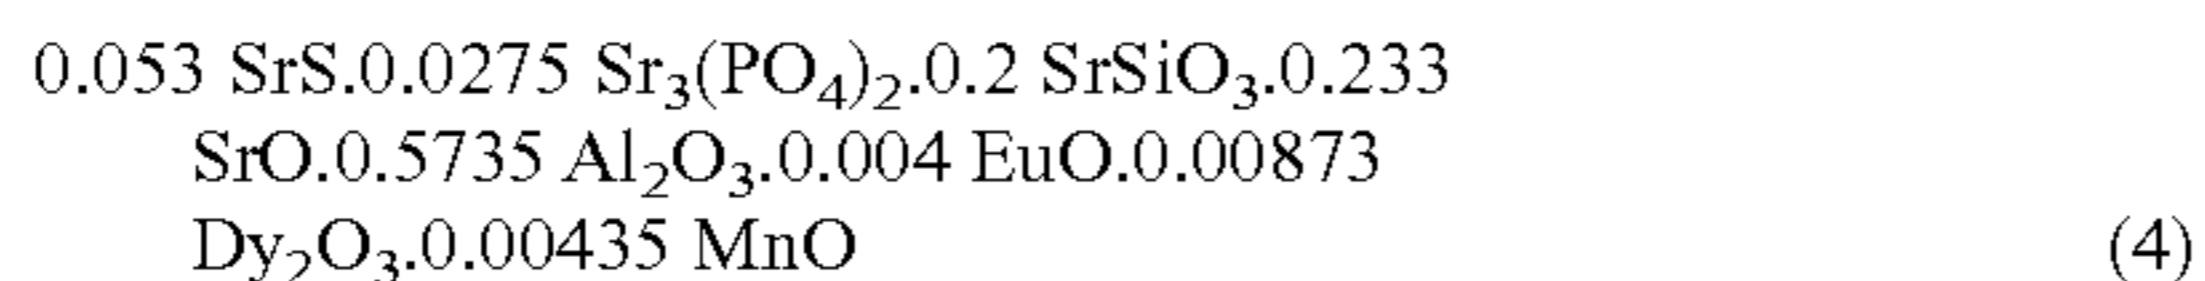 0.053 SrS.0.0275 Sr₃(PO₄)₂.0.2 SrSiO₃.0.233
SrO.0.5735 Al₂O₃.0.004 EuO.0.00873
Dy₂O₃.0.00435 MnO (4)